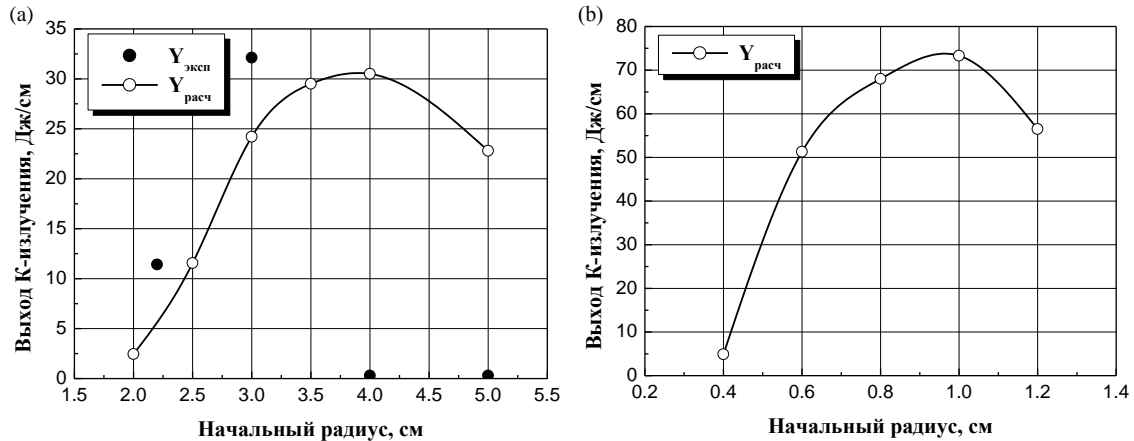 (a)
35
30
25
20
15
10
5
0
Выход K-излучения, Дж/см
Yэксп
Yрасч
1.5 2.0 2.5 3.0 3.5 4.0 4.5 5.0 5.5
Начальный радиус, см
(b)
80
70
60
50
40
30
20
10
0
Выход K-излучения, Дж/см
Yрасч
0.2 0.4 0.6 0.8 1.0 1.2 1.4
Начальный радиус, см